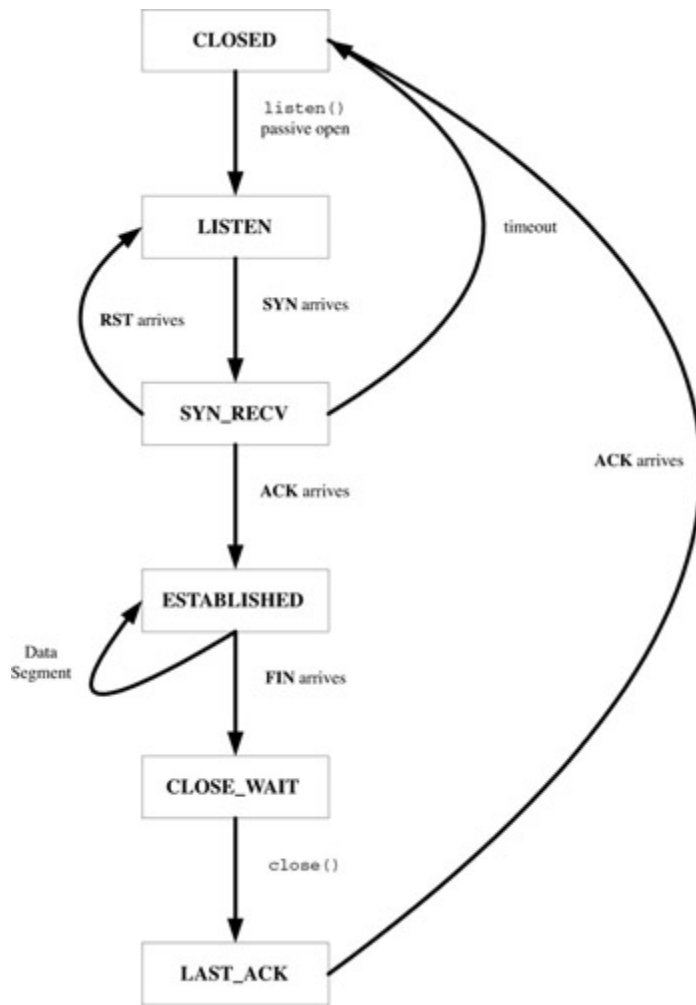 CLOSED
listen()
passive open
LISTEN
timeout
SYN arrives
RST arrives
SYN_RECV
ACK arrives
ACK arrives
ESTABLISHED
Data
Segment
FIN arrives
CLOSE_WAIT
close()
LAST_ACK